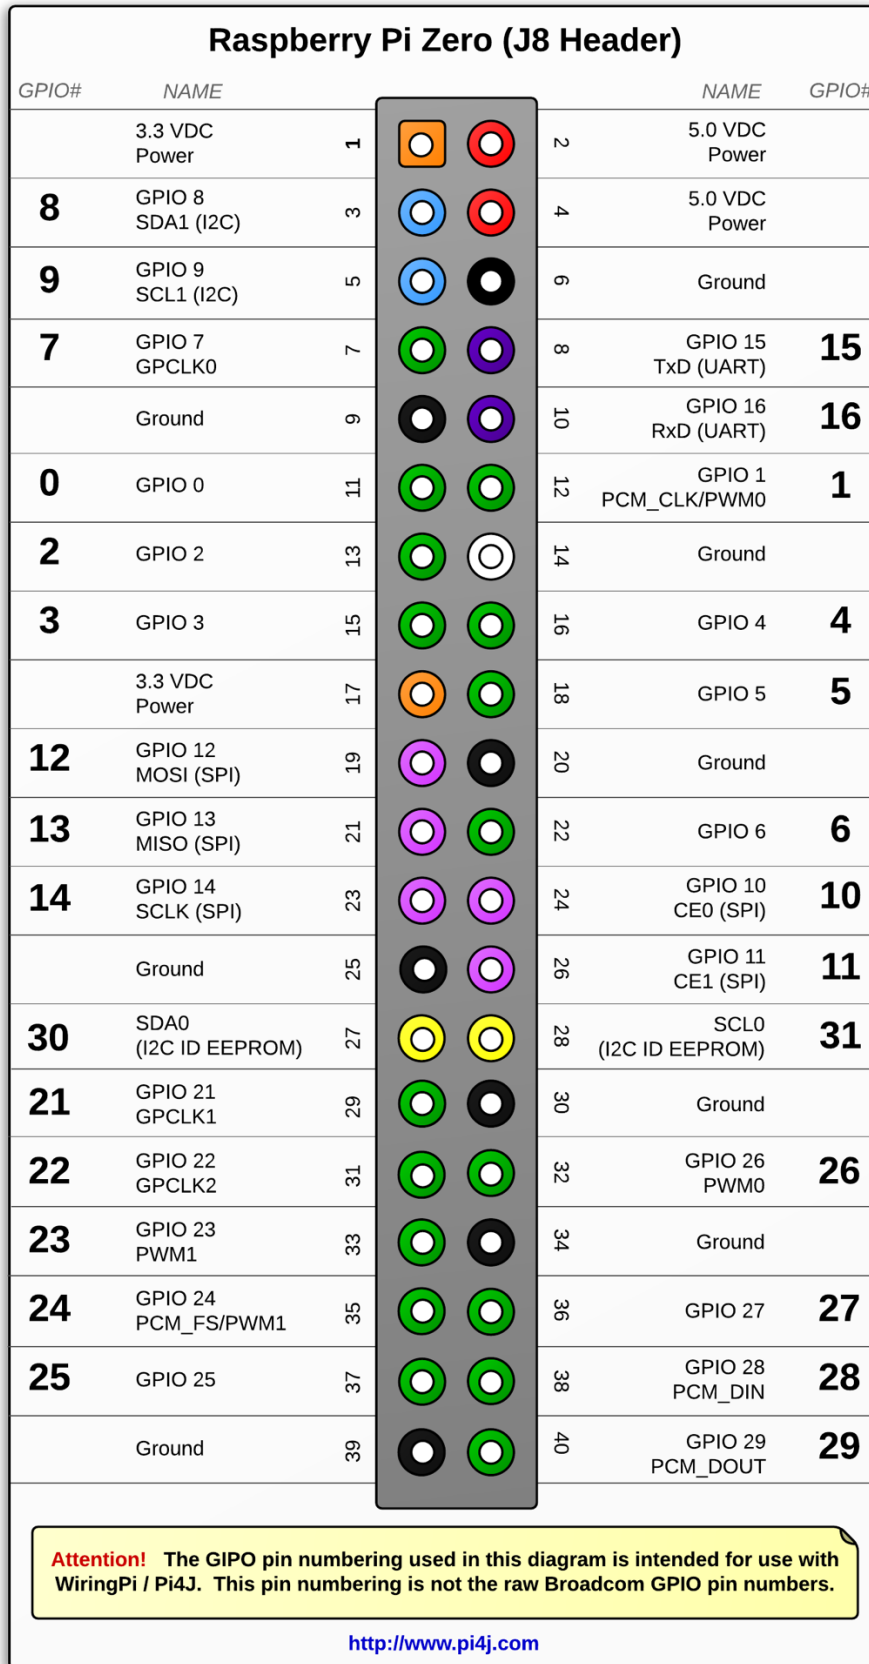 Raspberry Pi Zero (J8 Header)
GPIO# NAME NAME GPIO#
3.3 VDC
Power 1 2 5.0 VDC
Power
8 GPIO 8
SDA1 (I2C) 3 4 5.0 VDC
Power
9 GPIO 9
SCL1 (I2C) 5 6 Ground
7 GPIO 7
GPCLK0 7 8 GPIO 15
TxD (UART) 15
Ground 9 10 GPIO 16
RxD (UART) 16
0 GPIO 0 11 12 GPIO 1
PCM_CLK/PWM0 1
2 GPIO 2 13 14 Ground
3 GPIO 3 15 16 GPIO 4 4
3.3 VDC
Power 17 18 GPIO 5 5
12 GPIO 12
MOSI (SPI) 19 20 Ground
13 GPIO 13
MISO (SPI) 21 22 GPIO 6 6
14 GPIO 14
SCLK (SPI) 23 24 GPIO 10
CE0 (SPI) 10
Ground 25 26 GPIO 11
CE1 (SPI) 11
30 SDA0
(I2C ID EEPROM) 27 28 SCL0
(I2C ID EEPROM) 31
21 GPIO 21
GPCLK1 29 30 Ground
22 GPIO 22
GPCLK2 31 32 GPIO 26
PWM0 26
23 GPIO 23
PWM1 33 34 Ground
24 GPIO 24
PCM_FS/PWM1 35 36 GPIO 27 27
25 GPIO 25 37 38 GPIO 28
PCM_DIN 28
Ground 39 40 GPIO 29
PCM_DOUT 29
Attention! The GIPO pin numbering used in this diagram is intended for use with
WiringPi / Pi4J. This pin numbering is not the raw Broadcom GPIO pin numbers.
http://www.pi4j.com